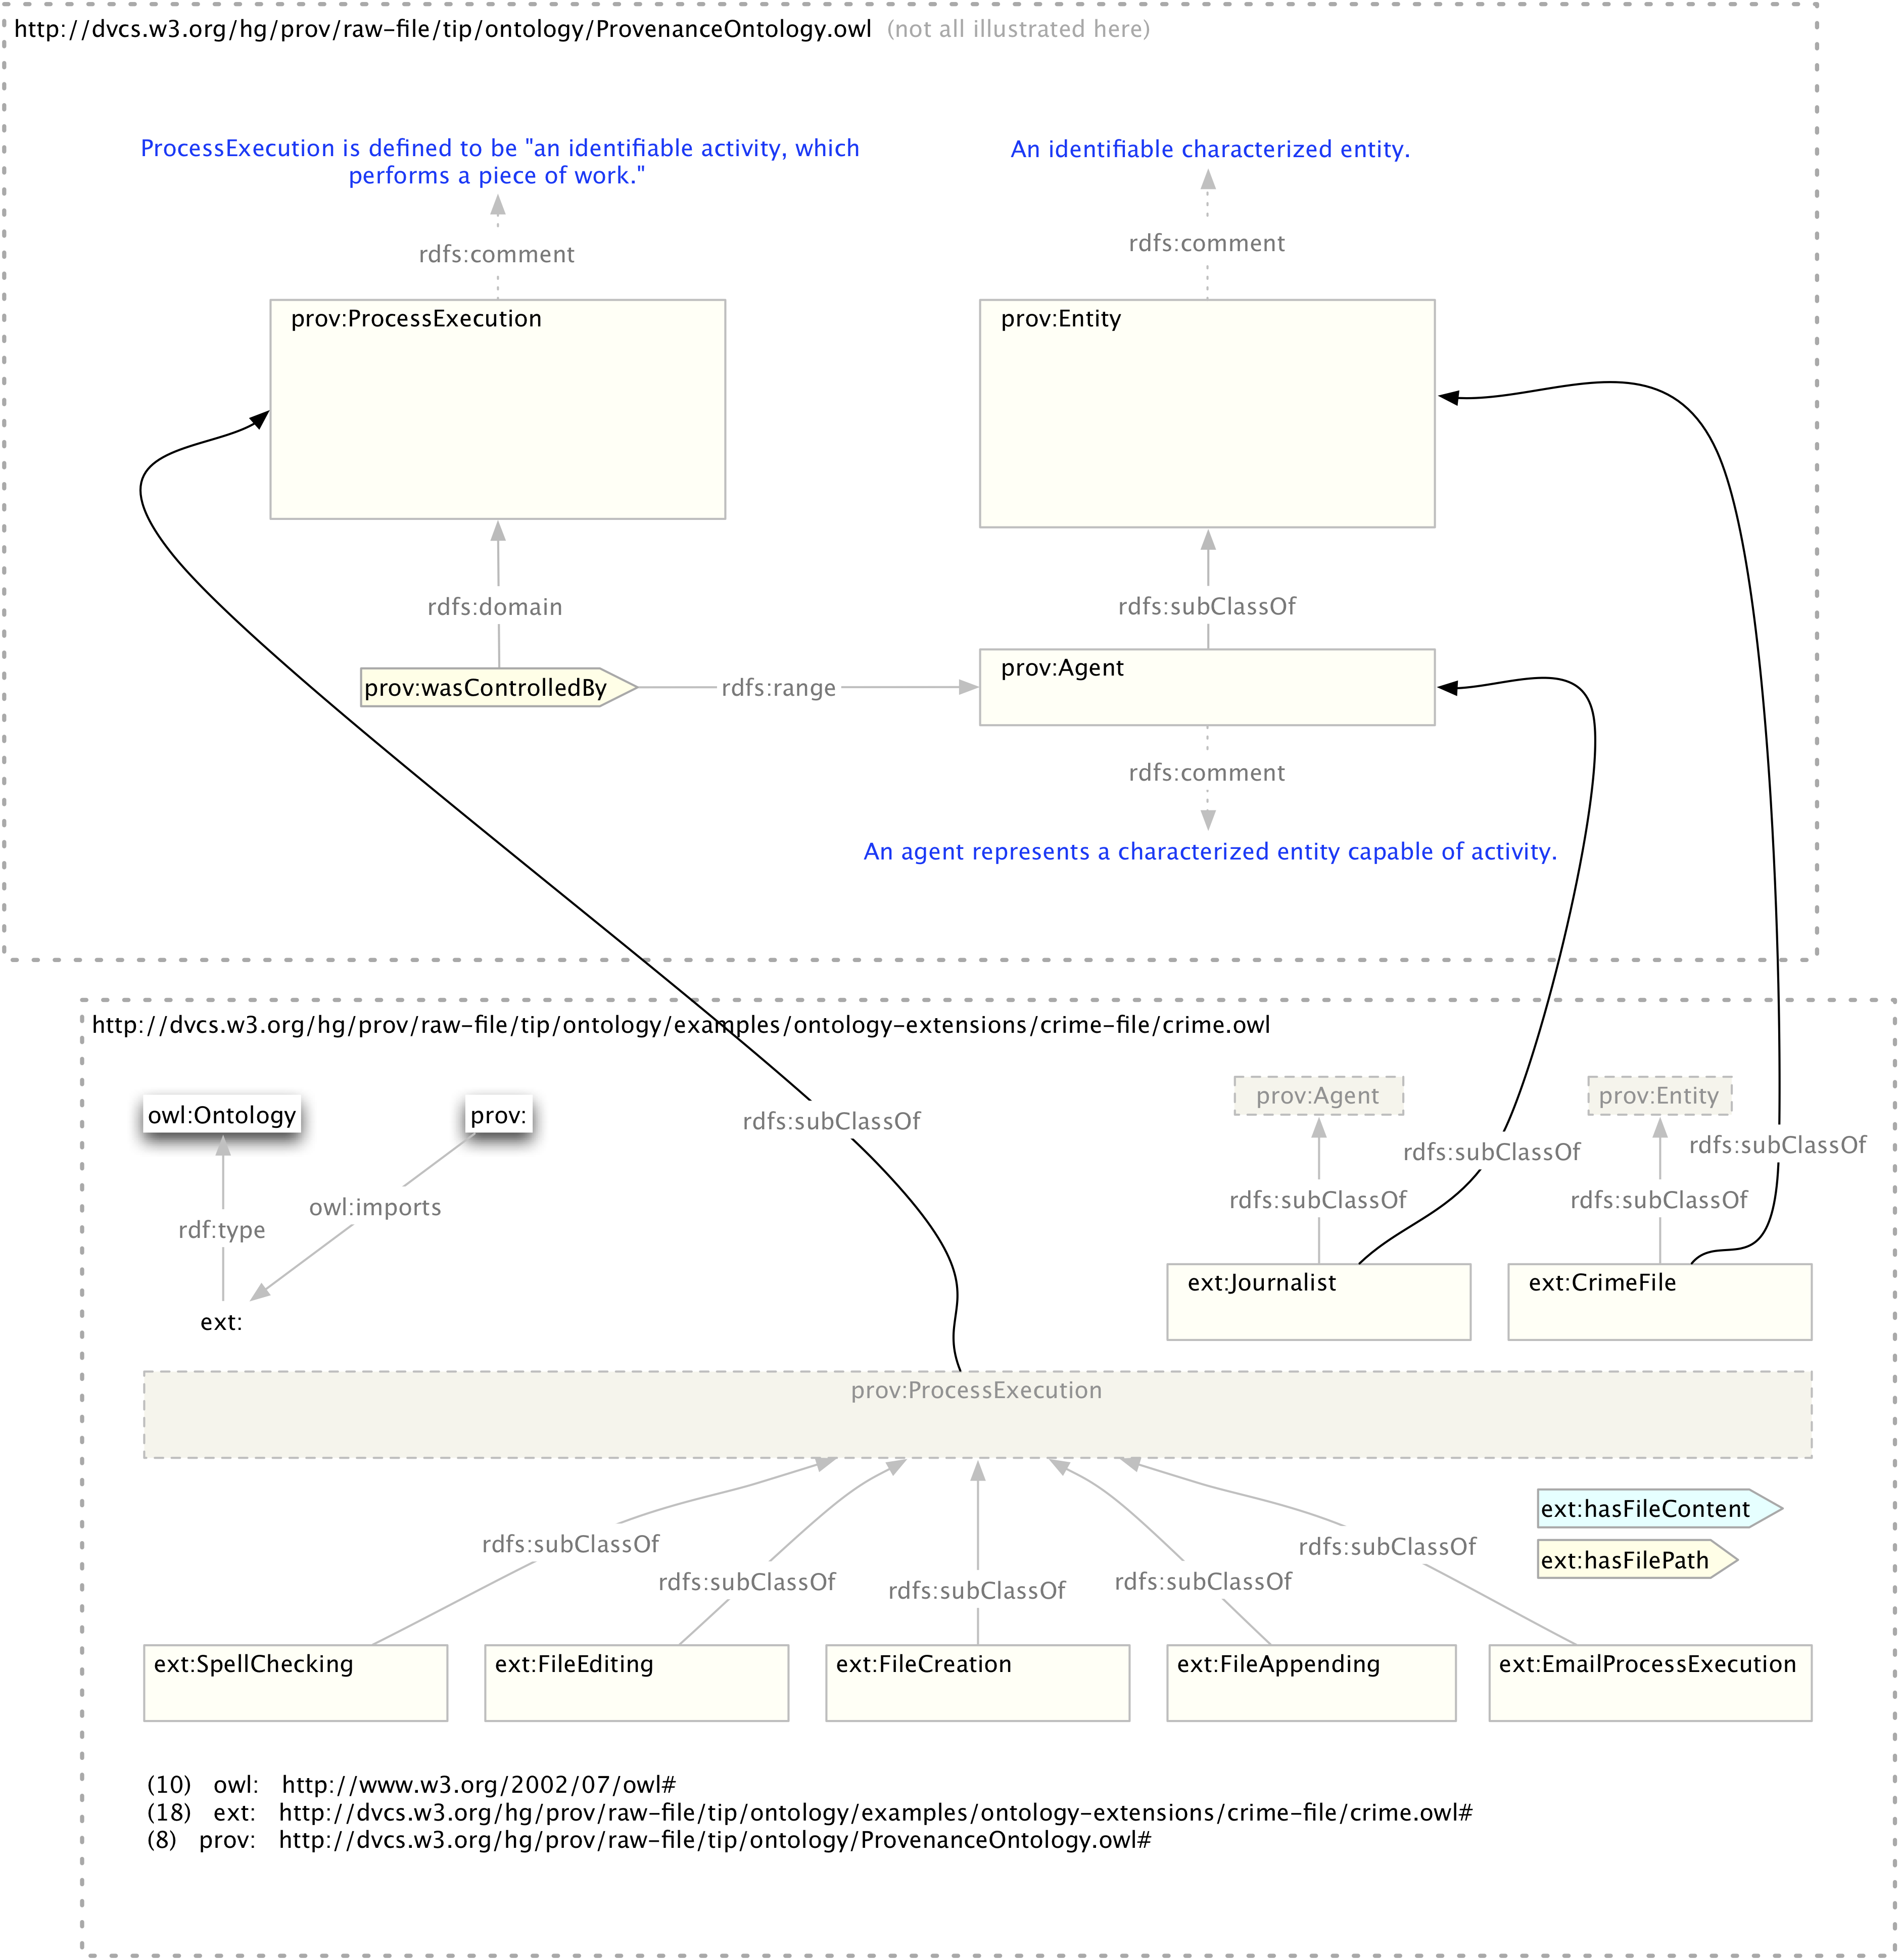 http://dvcs.w3.org/hg/prov/raw-file/tip/ontology/ProvenanceOntology.owl (not all illustrated here)
ProcessExecution is defined to be "an identifiable activity, which
performs a piece of work."
An identifiable characterized entity.
rdfs:comment
rdfs:comment
prov:ProcessExecution
prov:Entity
rdfs:domain
rdfs:subClassOf
prov:wasControlledBy
rdfs:range
prov:Agent
rdfs:comment
An agent represents a characterized entity capable of activity.
http://dvcs.w3.org/hg/prov/raw-file/tip/ontology/examples/ontology-extensions/crime-file/crime.owl
owl:Ontology
prov:
rdfs:subClassOf
prov:Agent
prov:Entity
rdfs:subClassOf
rdfs:subClassOf
rdf:type
owl:imports
rdfs:subClassOf
rdfs:subClassOf
ext:
ext:Journalist
ext:CrimeFile
prov:ProcessExecution
ext:hasFileContent
ext:hasFilePath
rdfs:subClassOf
rdfs:subClassOf
rdfs:subClassOf
rdfs:subClassOf
rdfs:subClassOf
ext:SpellChecking
ext:FileEditing
ext:FileCreation
ext:FileAppending
ext:EmailProcessExecution
(10) owl: http://www.w3.org/2002/07/owl#
(18) ext: http://dvcs.w3.org/hg/prov/raw-file/tip/ontology/examples/ontology-extensions/crime-file/crime.owl#
(8) prov: http://dvcs.w3.org/hg/prov/raw-file/tip/ontology/ProvenanceOntology.owl#